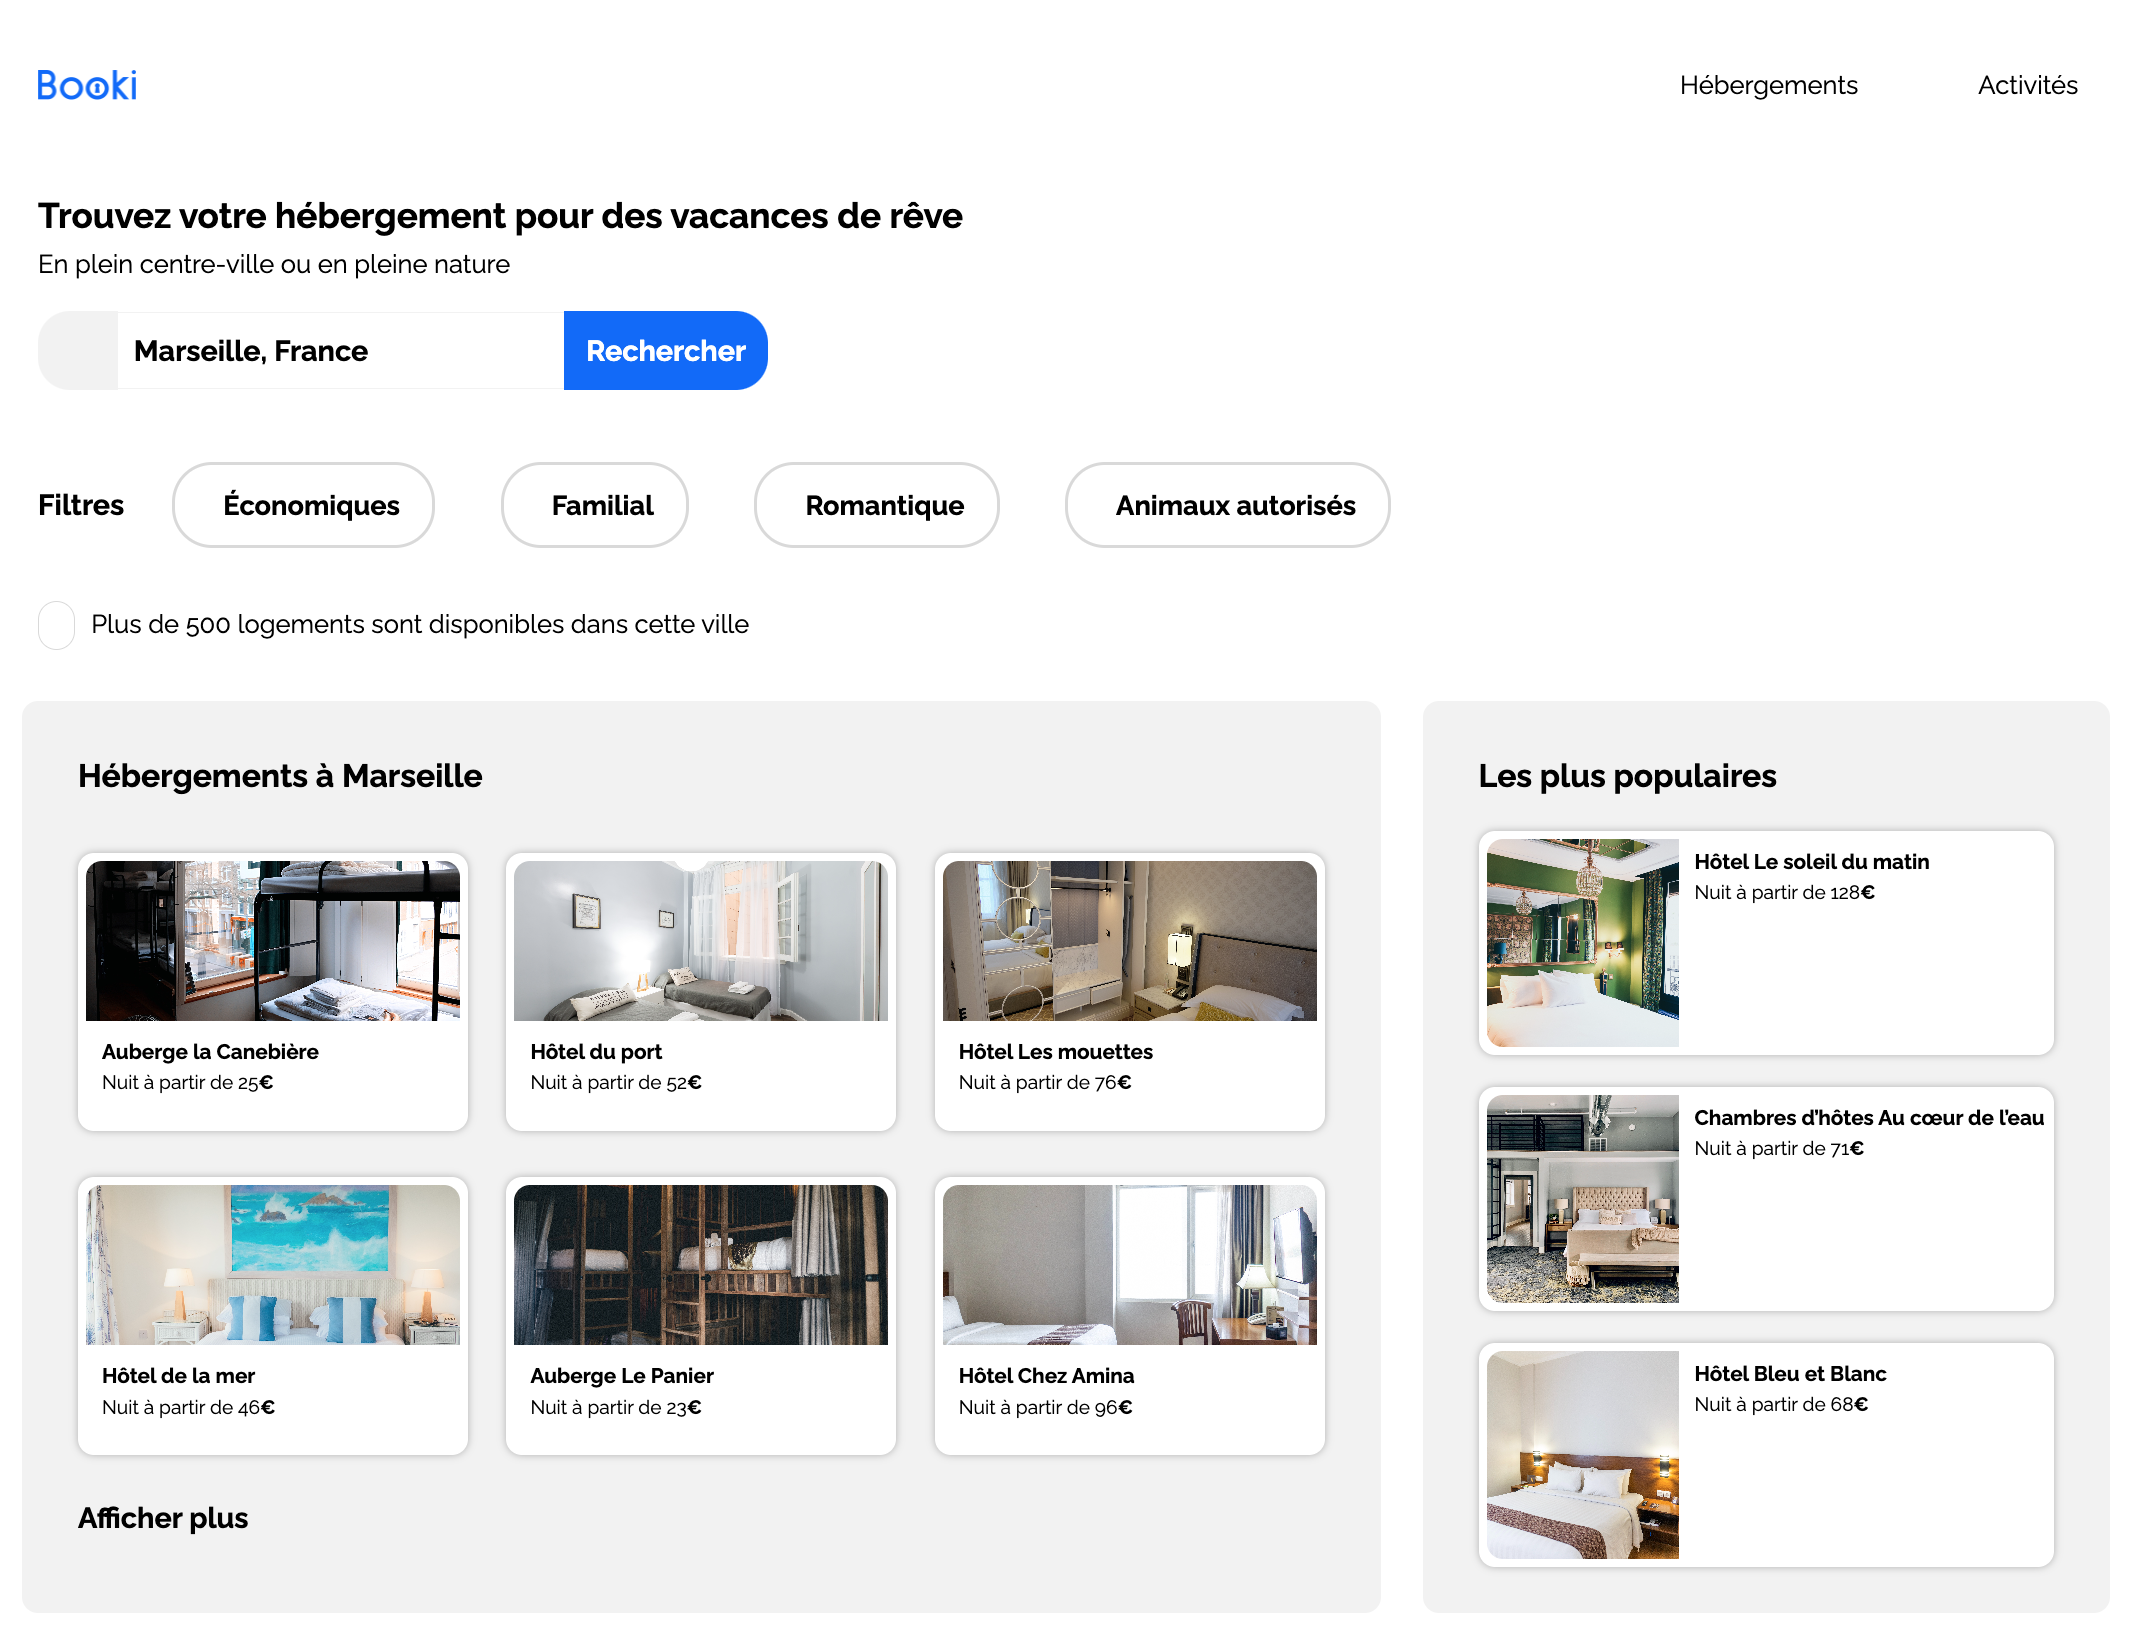 Booki
Hébergements
Activités
Trouvez votre hébergement pour des vacances de rêve
En plein centre-ville ou en pleine nature
Marseille, France
Rechercher
Filtres
Économiques
Familial
Romantique
Animaux autorisés
Plus de 500 logements sont disponibles dans cette ville
Hébergements à Marseille
Auberge la Canebière
Nuit à partir de 25€
Hôtel du port
Nuit à partir de 52€
Hôtel Les mouettes
Nuit à partir de 76€
Hôtel de la mer
Nuit à partir de 46€
Auberge Le Panier
Nuit à partir de 23€
Hôtel Chez Amina
Nuit à partir de 96€
Afficher plus
Les plus populaires
Hôtel Le soleil du matin
Nuit à partir de 128€
Chambres d’hôtes Au cœur de l’eau
Nuit à partir de 71€
Hôtel Bleu et Blanc
Nuit à partir de 68€